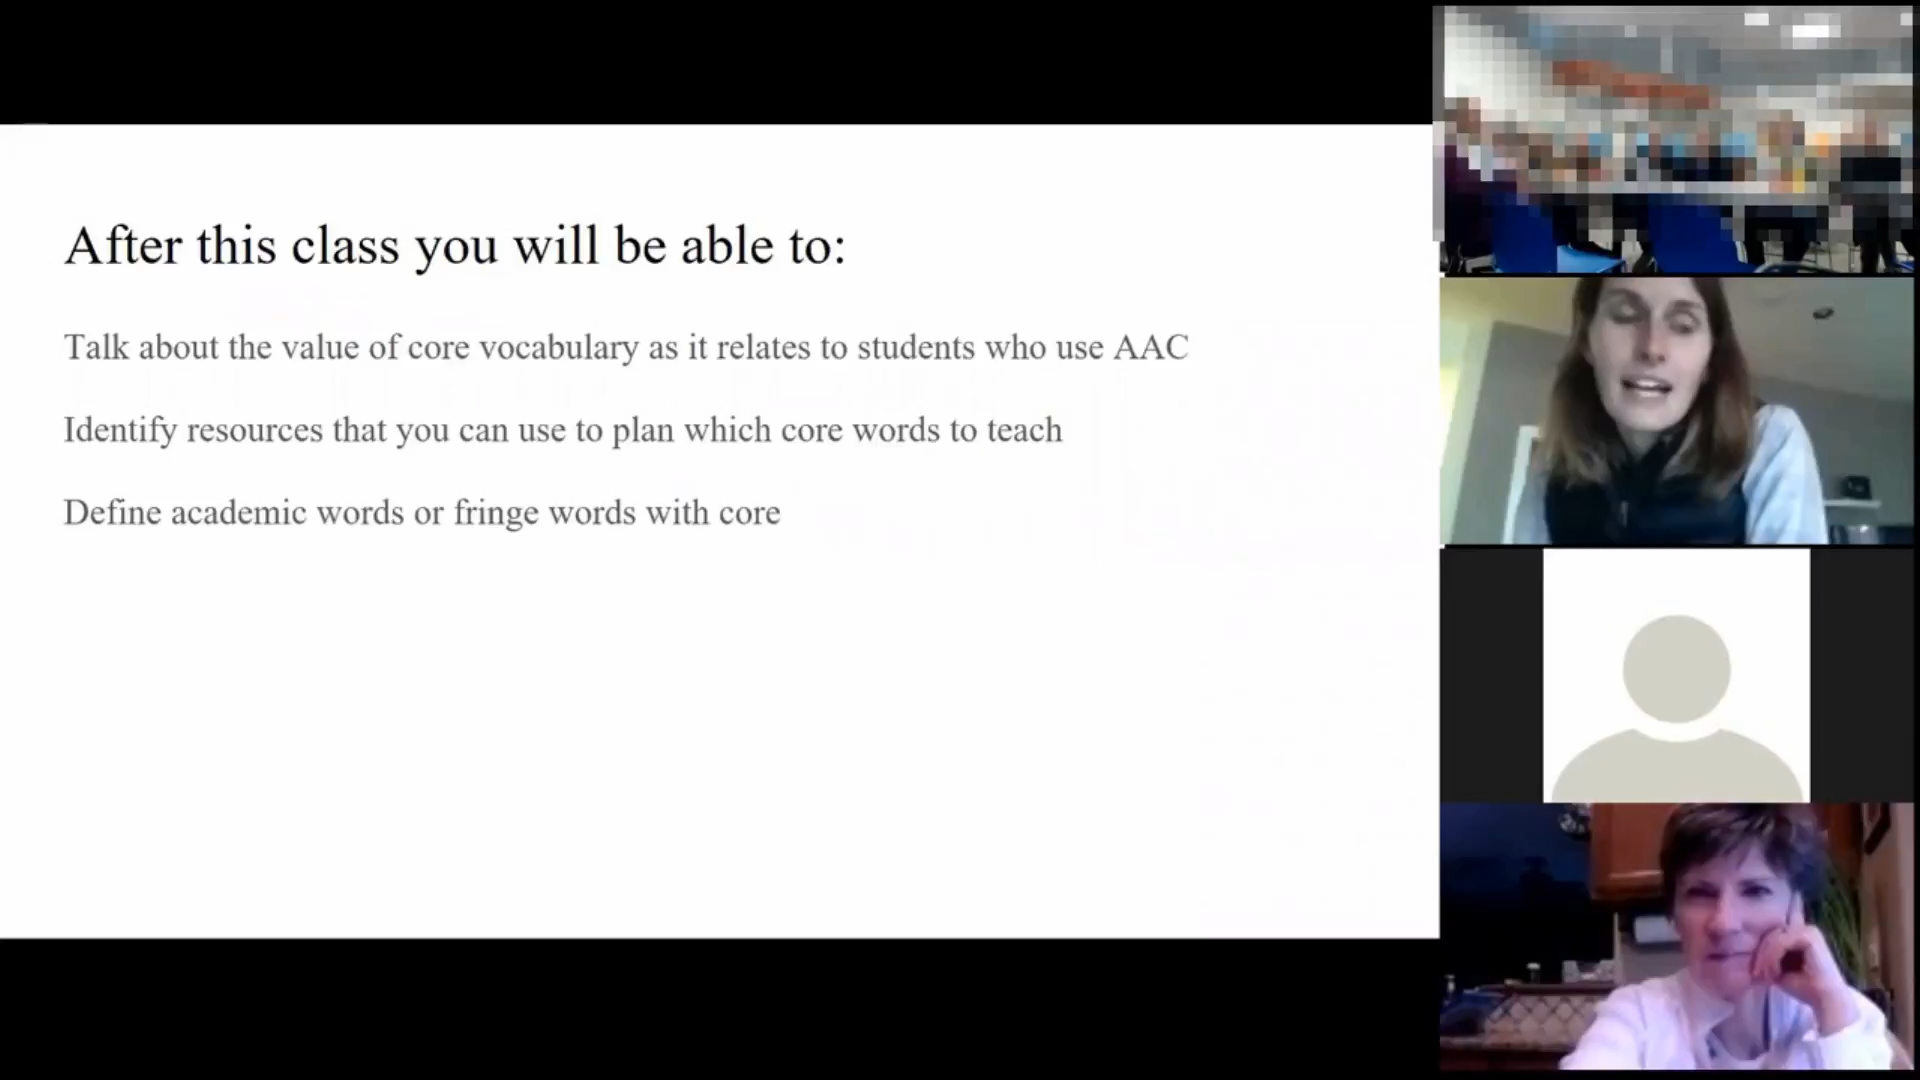 After this class you will be able to:
Talk about the value of core vocabulary as it relates to students who use AAC
Identify resources that you can use to plan which core words to teach
Define academic words or fringe words with core